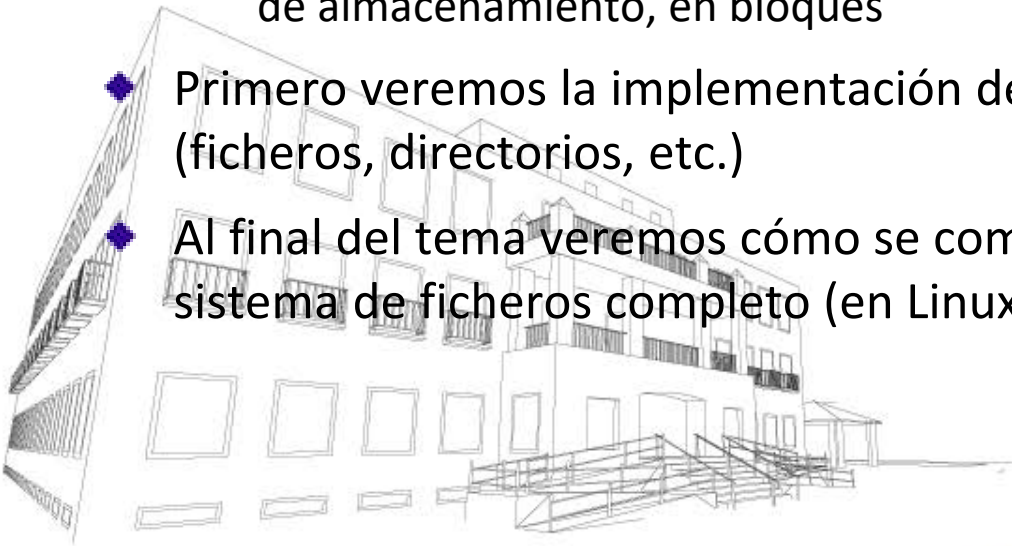 de almacenamiento, en bloques
Primero veremos la implementación de
(ficheros, directorios, etc.)
Al final del tema veremos cómo se com
sistema de ficheros completo (en Linux